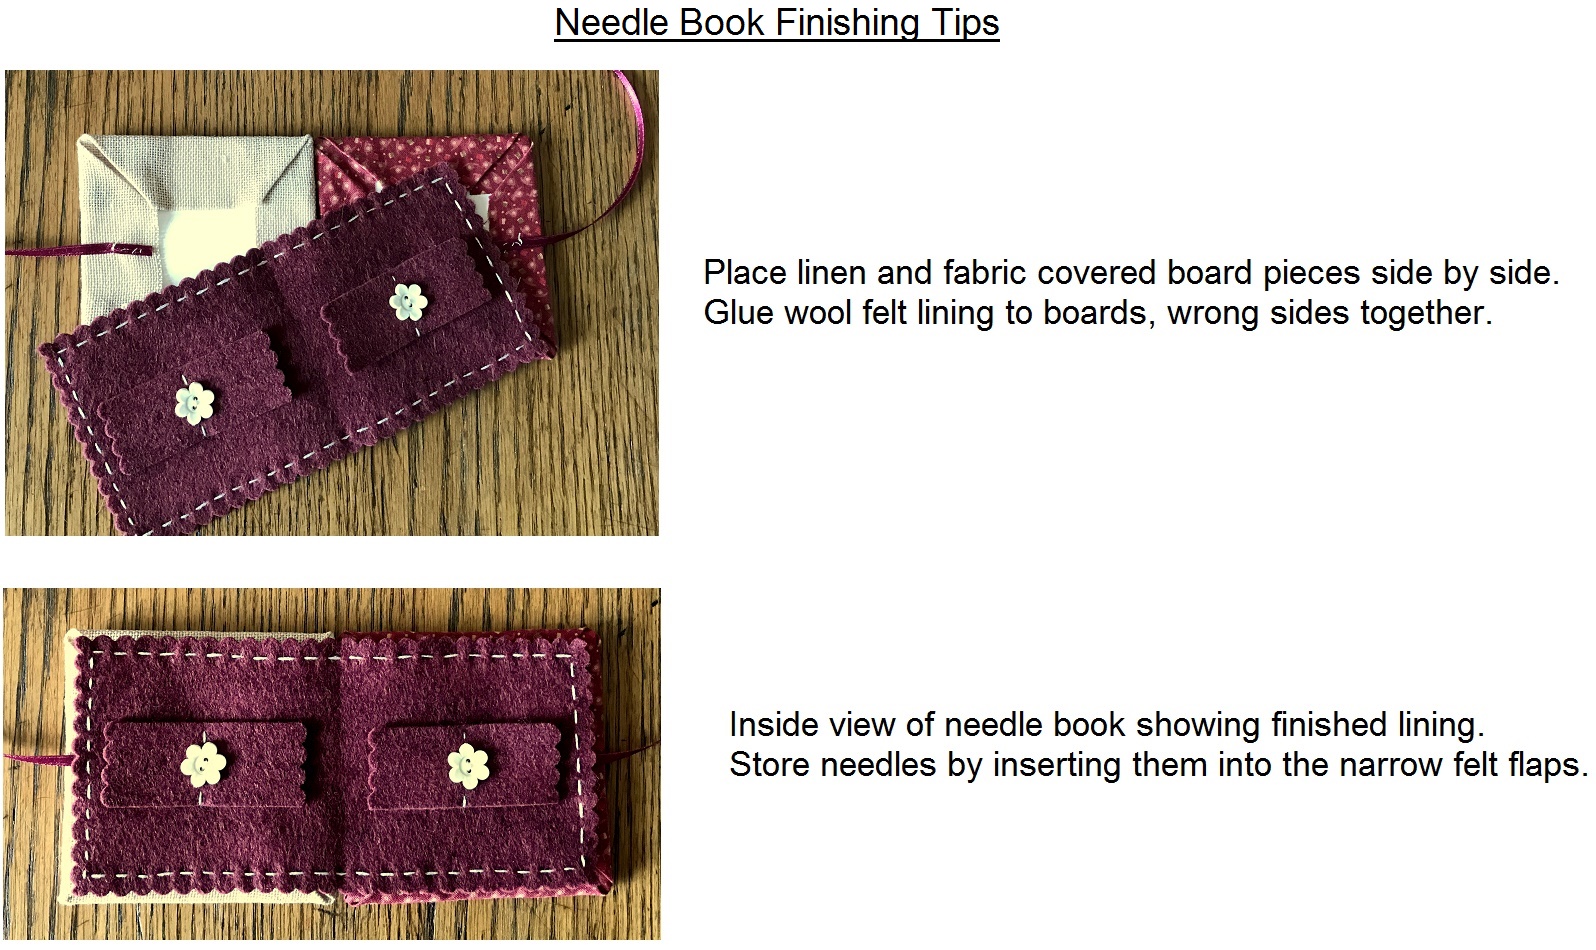 Needle Book Finishing Tips
Place linen and fabric covered board pieces side by side.
Glue wool felt lining to boards, wrong sides together.
Inside view of needle book showing finished lining.
Store needles by inserting them into the narrow felt flaps.